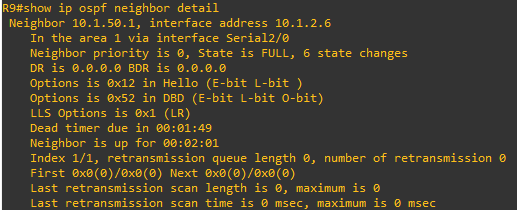 R9#show ip ospf neighbor detail
Neighbor 10.1.50.1, interface address 10.1.2.6
In the area 1 via interface Serial2/0
Neighbor priority is 0, State is FULL, 6 state changes
DR is 0.0.0.0 BDR is 0.0.0.0
Options is 0x12 in Hello (E-bit L-bit )
Options is 0x52 in DBD (E-bit L-bit O-bit)
LLS Options is 0x1 (LR)
Dead timer due in 00:01:49
Neighbor is up for 00:02:01
Index 1/1, retransmission queue length 0, number of retransmission 0
First 0x0(0)/0x0(0) Next 0x0(0)/0x0(0)
Last retransmission scan length is 0, maximum is 0
Last retransmission scan time is 0 msec, maximum is 0 msec